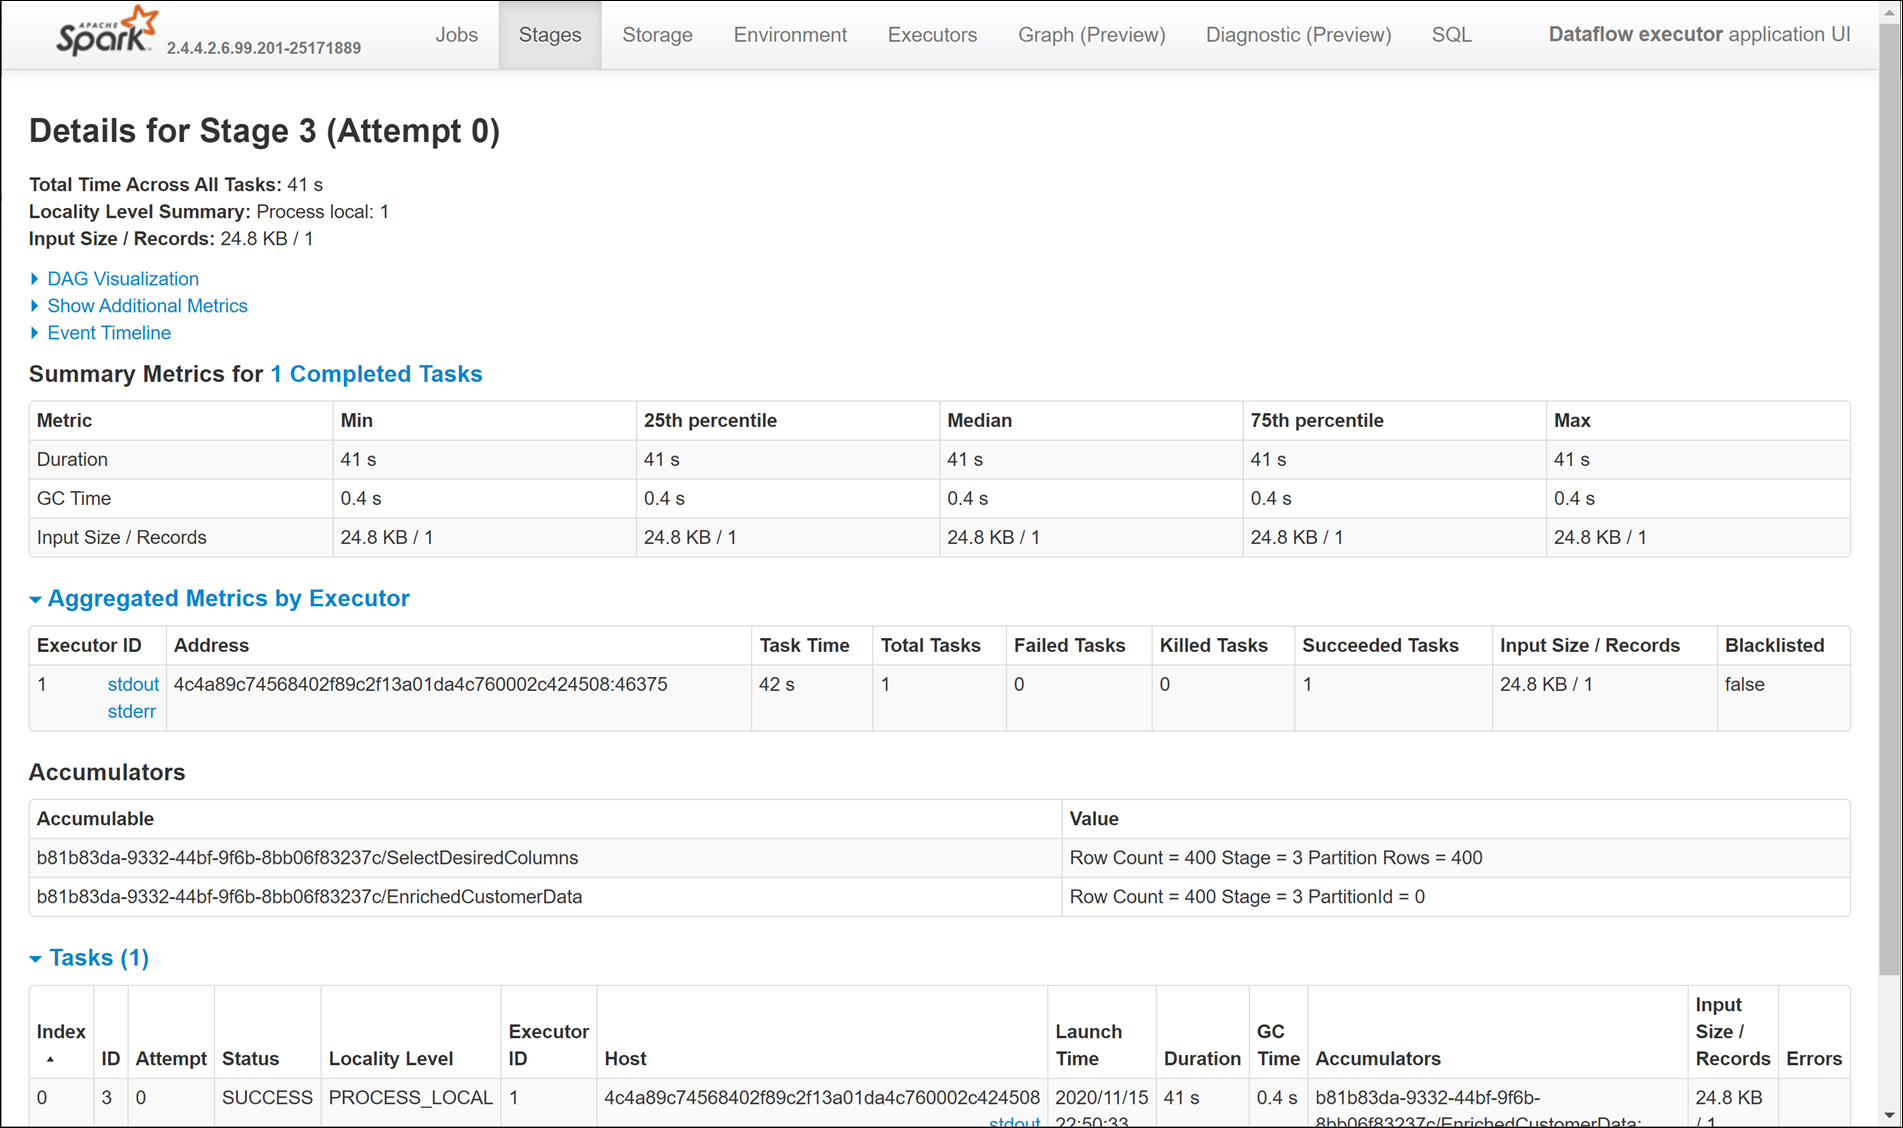 APACHE
Spark 2.4.4.2.6.99.201-25171889 Jobs Stages Storage Environment Executors Graph (Preview) Diagnostic (Preview) SQL Dataflow executor application UI
Details for Stage 3 (Attempt 0)
Total Time Across All Tasks: 41 s
Locality Level Summary: Process local: 1
Input Size / Records: 24.8 KB / 1
DAG Visualization
Show Additional Metrics
Event Timeline
Summary Metrics for 1 Completed Tasks
Metric Min 25th percentile Median 75th percentile Max
Duration 41 s 41 s 41 s 41 s 41 s
GC Time 0.4 s 0.4 s 0.4 s 0.4 s 0.4 s
Input Size / Records 24.8 KB / 1 24.8 KB / 1 24.8 KB / 1 24.8 KB / 1 24.8 KB / 1
Aggregated Metrics by Executor
Executor ID Address Task Time Total Tasks Failed Tasks Killed Tasks Succeeded Tasks Input Size / Records Blacklisted
1 stdout 4c4a89c74568402f89c2f13a01da4c760002c424508:46375 42 s 1 0 0 1 24.8 KB / 1 false
stderr
Accumulators
Accumulable Value
b81b83da-9332-44bf-9f6b-8bb06f83237c/SelectDesiredColumns Row Count = 400 Stage = 3 Partition Rows = 400
b81b83da-9332-44bf-9f6b-8bb06f83237c/EnrichedCustomerData Row Count = 400 Stage = 3 PartitionId = 0
Tasks (1)
Input
Index Executor Launch GC Size /
ID Attempt Status Locality Level ID Host Time Duration Time Accumulators Records Errors
0 3 0 SUCCESS PROCESS_LOCAL 1 4c4a89c74568402f89c2f13a01da4c760002c424508 2020/11/15 41 s 0.4 s b81b83da-9332-44bf-9f6b- 24.8 KB
stdout 22:50:33 8bb06f83237c/EnrichedCustomerData: / 1